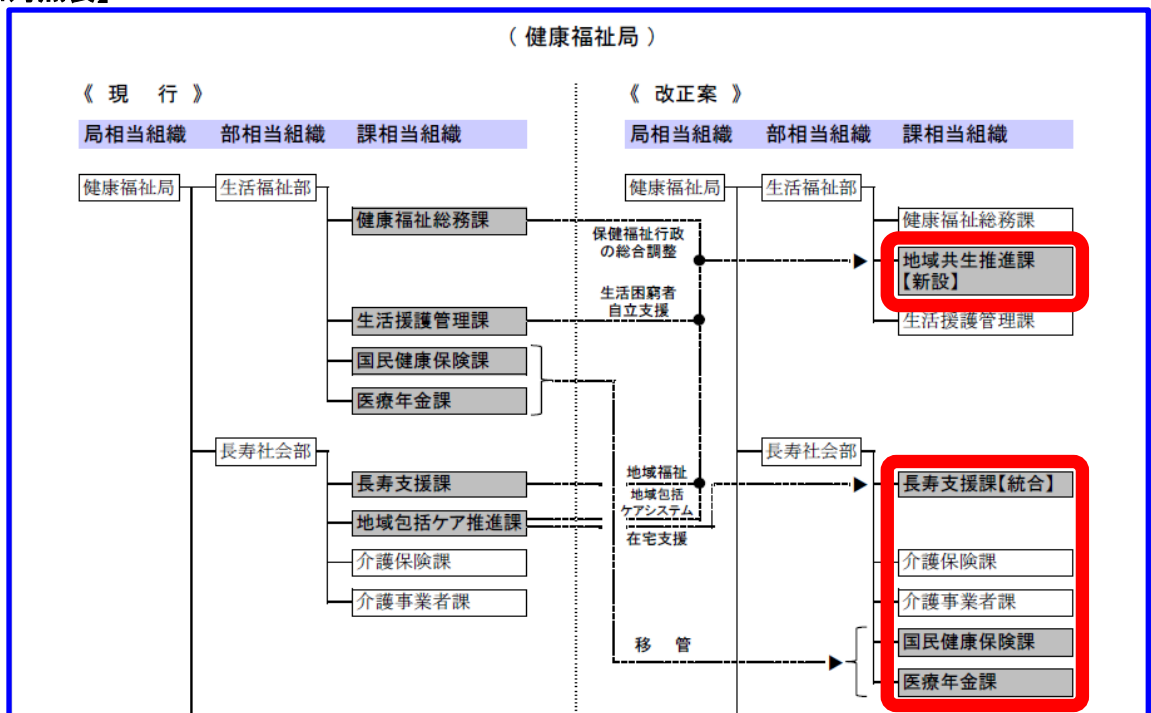 （ 健康福祉局 ）
《 現　行 》
局相当組織　部相当組織　課相当組織
健康福祉局
生活福祉部
健康福祉総務課
生活援護管理課
国民健康保険課
医療年金課
長寿社会部
長寿支援課
地域包括ケア推進課
介護保険課
介護事業者課
保健福祉行政
の総合調整
生活困窮者
自立支援
地域福祉
地域包括
ケアシステム
在宅支援
移　管
《 改正案 》
局相当組織　部相当組織　課相当組織
健康福祉局
生活福祉部
健康福祉総務課
地域共生推進課
【新設】
生活援護管理課
長寿社会部
長寿支援課【統合】
介護保険課
介護事業者課
国民健康保険課
医療年金課